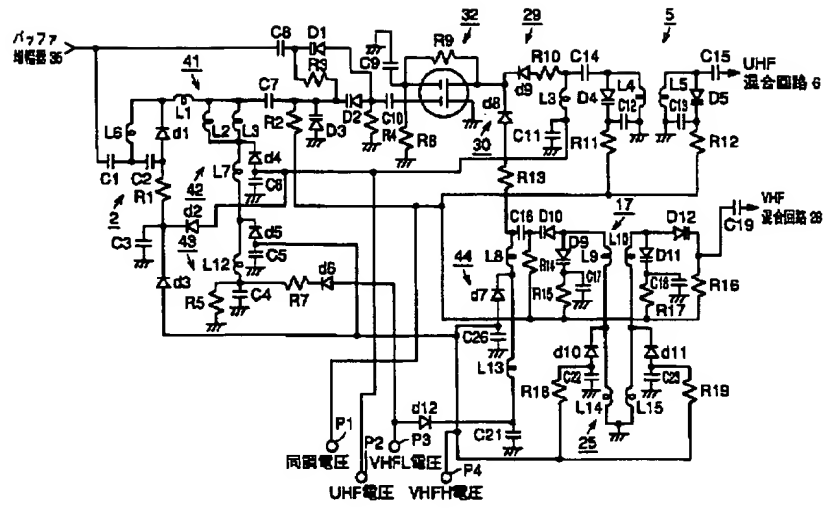 32
29
5
バッファ
増幅器 35
C8
D1
R3
C9
R9
R10
C14
C15
UHF
混合回路 6
41
L1
C7
L6
d1
L2
L3
R2
D3
D2
C10
R4
R8
d8
30
d9
L3
C11
D4
L4
C12
R11
L5
C13
D5
R12
C1
C2
R1
2
L7
42
d4
C6
R13
C3
d2
43
d3
d5
C5
L12
R5
C4
R7
d6
44
L8
d7
C16
D10
R14
D9
R15
C17
17
L9
L10
D11
C18
R17
D12
R16
C19
VHF
混合回路 28
C26
L13
d10
C22
R18
d11
C23
R19
L14
L15
25
d12
C21
P1
P2
P3
P4
同調電圧
VHFL電圧
UHF電圧
VHFH電圧